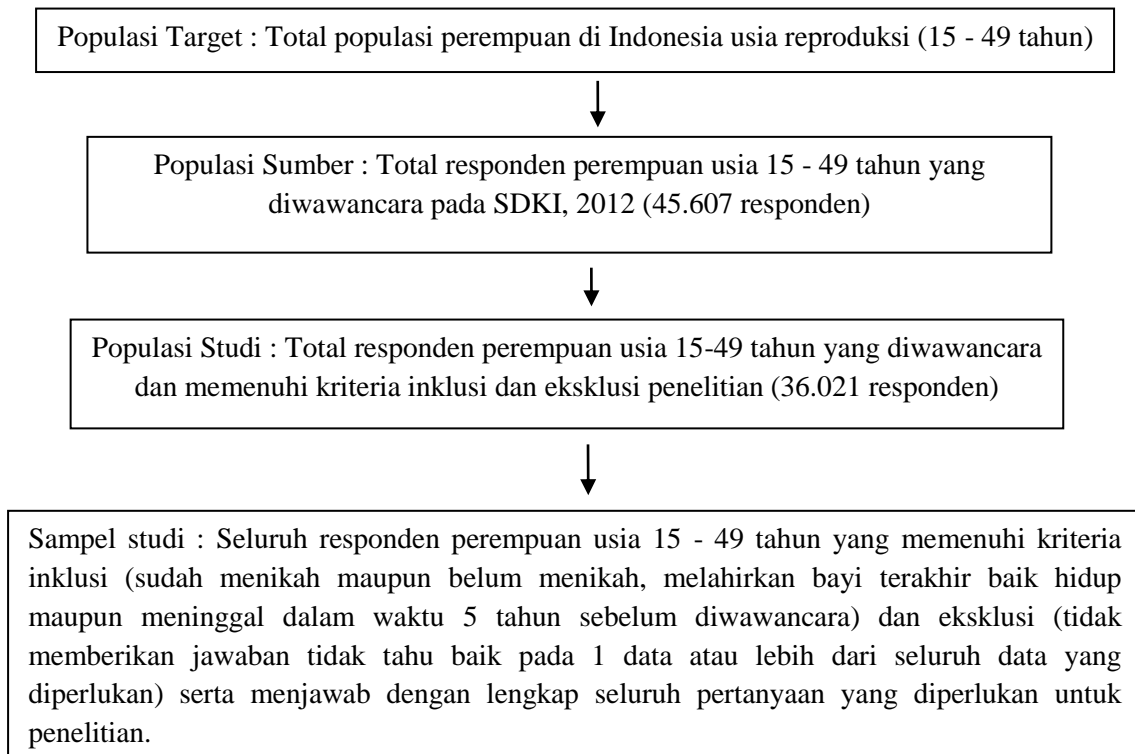 Populasi Target : Total populasi perempuan di Indonesia usia reproduksi (15 - 49 tahun)
Populasi Sumber : Total responden perempuan usia 15 - 49 tahun yang
diwawancara pada SDKI, 2012 (45.607 responden)
Populasi Studi : Total responden perempuan usia 15-49 tahun yang diwawancara
dan memenuhi kriteria inklusi dan eksklusi penelitian (36.021 responden)
Sampel studi : Seluruh responden perempuan usia 15 - 49 tahun yang memenuhi kriteria
inklusi (sudah menikah maupun belum menikah, melahirkan bayi terakhir baik hidup
maupun meninggal dalam waktu 5 tahun sebelum diwawancara) dan eksklusi (tidak
memberikan jawaban tidak tahu baik pada 1 data atau lebih dari seluruh data yang
diperlukan) serta menjawab dengan lengkap seluruh pertanyaan yang diperlukan untuk
penelitian.